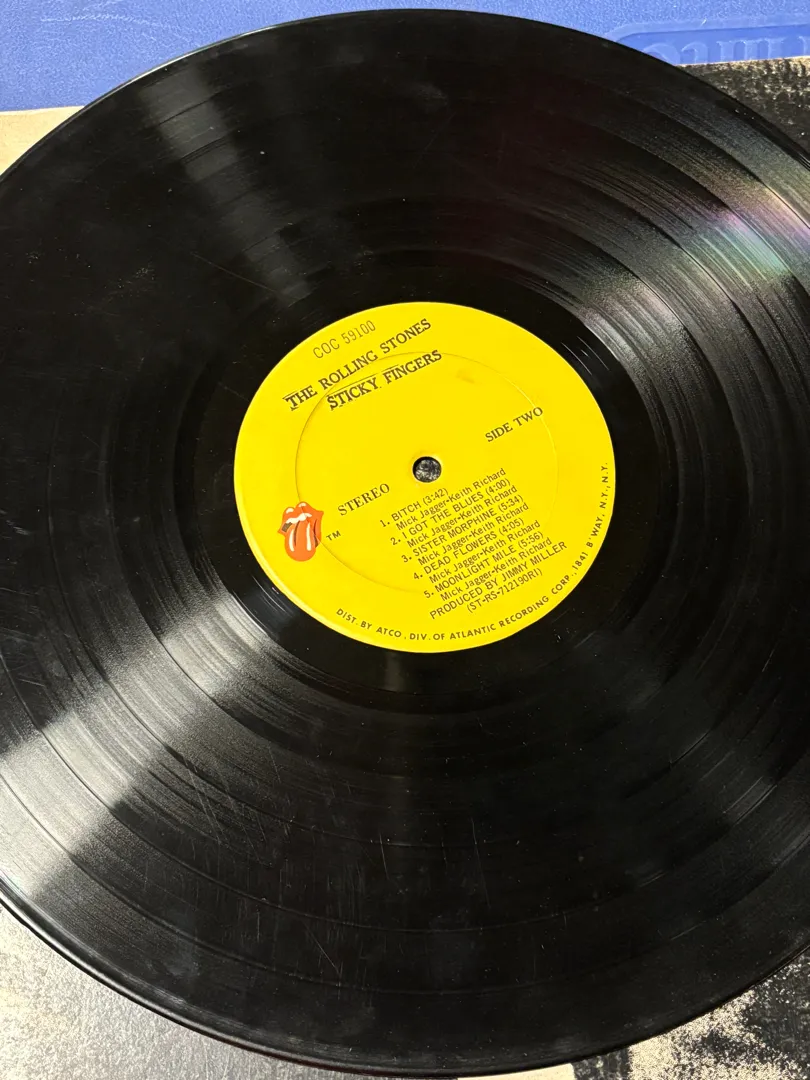 COC 59100
THE ROLLING STONES
STICKY FINGERS
SIDE TWO
STEREO
1. BITCH (3:42)
Mick Jagger-Keith Richard
2. I GOT THE BLUES (4:00)
Mick Jagger-Keith Richard
3. SISTER MORPHINE (5:34)
Mick Jagger-Keith Richard
4. DEAD FLOWERS (4:05)
Mick Jagger-Keith Richard
5. MOONLIGHT MILE (5:56)
Mick Jagger-Keith Richard
PRODUCED BY JIMMY MILLER
(ST-RS-712190RI)
TM
DIST. BY ATCO, DIV. OF ATLANTIC RECORDING CORP., 1841 B'WAY, N.Y., N.Y.